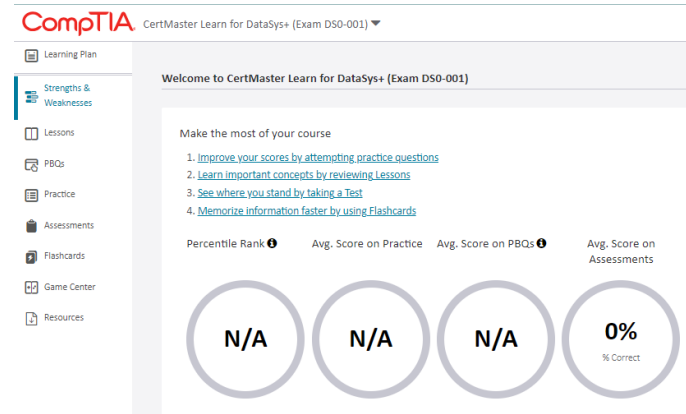 CompTIA. CertMaster Learn for DataSys+ (Exam DS0-001)
Learning Plan
Strengths &
Weaknesses
Lessons
PBQs
Practice
Assessments
Flashcards
Game Center
Resources
Welcome to CertMaster Learn for DataSys+ (Exam DS0-001)
Make the most of your course
1. Improve your scores by attempting practice questions
2. Learn important concepts by reviewing Lessons
3. See where you stand by taking a Test
4. Memorize information faster by using Flashcards
Percentile Rank
N/A
Avg. Score on Practice
N/A
Avg. Score on PBQs
N/A
Avg. Score on
Assessments
0%
% Correct